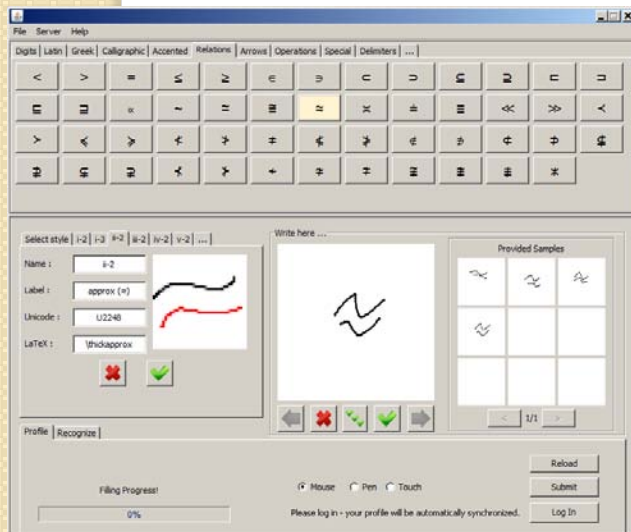 File Server Help
Digits Latin Greek Calligraphic Accented Relations Arrows Operations Special Delimiters ...
< > = ≤ ≥ ∈ ∋ ⊂ ⊃ ⊆ ⊇ ⊏ ⊐
⊑ ⊒ ∝ ~ ≃ ≅ ≈ ≍ ≐ ≡ ≪ ≫ ≺
Select style i-2 i-3 ii-2 iii-2 iv-2 v-2 ...
Name : ii-2
Label : approx (≈)
Unicode : U2248
LaTeX : \thickapprox
Write here ...
Provided Samples
< 1/1 >
Profile Recognize
Filling Progress!
0%
Mouse Pen Touch
Please log in - your profile will be automatically synchronized.
Reload
Submit
Log In